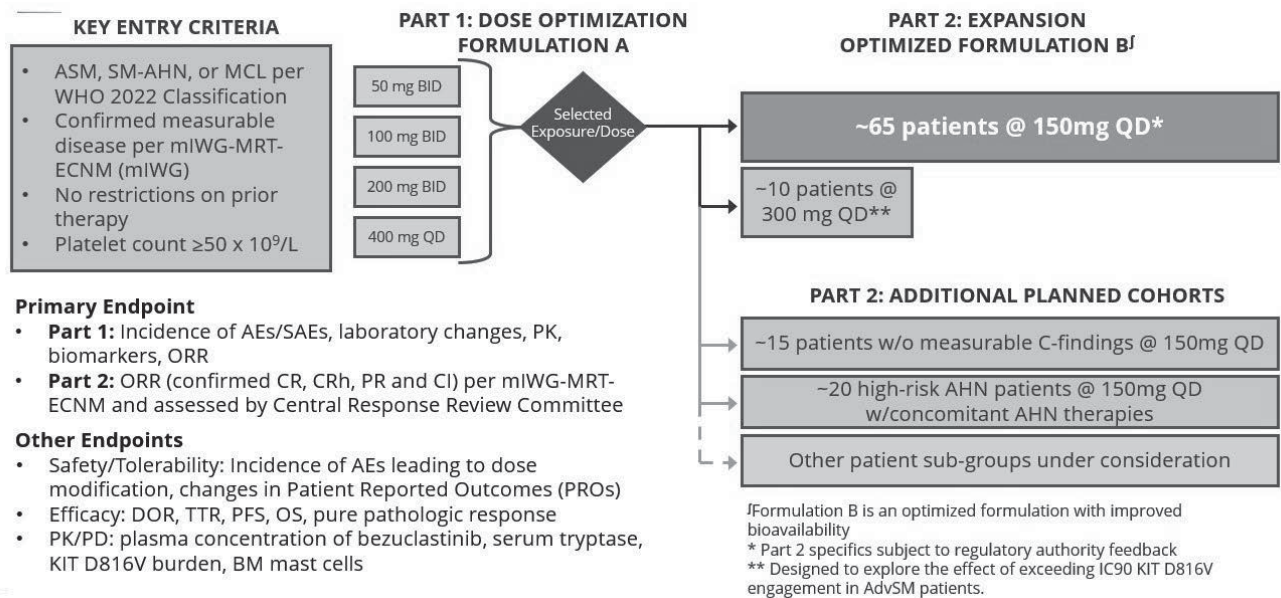 KEY ENTRY CRITERIA
• ASM, SM-AHN, or MCL per
WHO 2022 Classification
• Confirmed measurable
disease per mIWG-MRT-
ECNM (mIWG)
• No restrictions on prior
therapy
• Platelet count ≥50 x 10⁹/L
PART 1: DOSE OPTIMIZATION
FORMULATION A
50 mg BID
100 mg BID
200 mg BID
400 mg QD
Selected
Exposure/Dose
PART 2: EXPANSION
OPTIMIZED FORMULATION B∫
~65 patients @ 150mg QD*
~10 patients @
300 mg QD**
PART 2: ADDITIONAL PLANNED COHORTS
~15 patients w/o measurable C-findings @ 150mg QD
~20 high-risk AHN patients @ 150mg QD
w/concomitant AHN therapies
Other patient sub-groups under consideration
Primary Endpoint
• Part 1: Incidence of AEs/SAEs, laboratory changes, PK,
biomarkers, ORR
• Part 2: ORR (confirmed CR, CRh, PR and CI) per mIWG-MRT-
ECNM and assessed by Central Response Review Committee
Other Endpoints
• Safety/Tolerability: Incidence of AEs leading to dose
modification, changes in Patient Reported Outcomes (PROs)
• Efficacy: DOR, TTR, PFS, OS, pure pathologic response
• PK/PD: plasma concentration of bezuclastinib, serum tryptase,
KIT D816V burden, BM mast cells
∫Formulation B is an optimized formulation with improved
bioavailability
* Part 2 specifics subject to regulatory authority feedback
** Designed to explore the effect of exceeding IC90 KIT D816V
engagement in AdvSM patients.